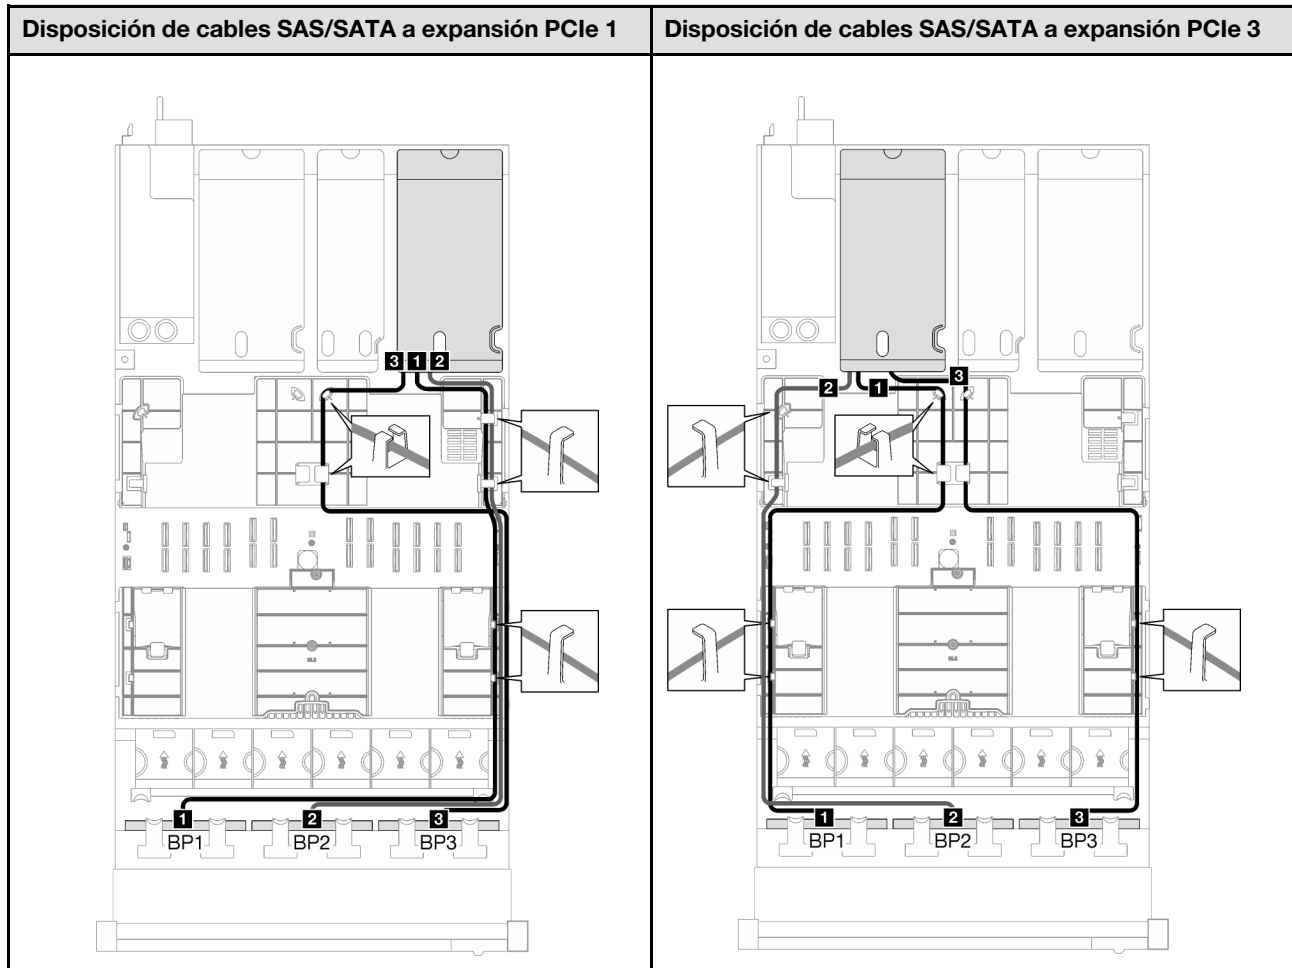 Disposición de cables SAS/SATA a expansión PCIe 1
Disposición de cables SAS/SATA a expansión PCIe 3
3 1 2
2 1 3
1 2 3
BP1 BP2 BP3
1 2 3
BP1 BP2 BP3